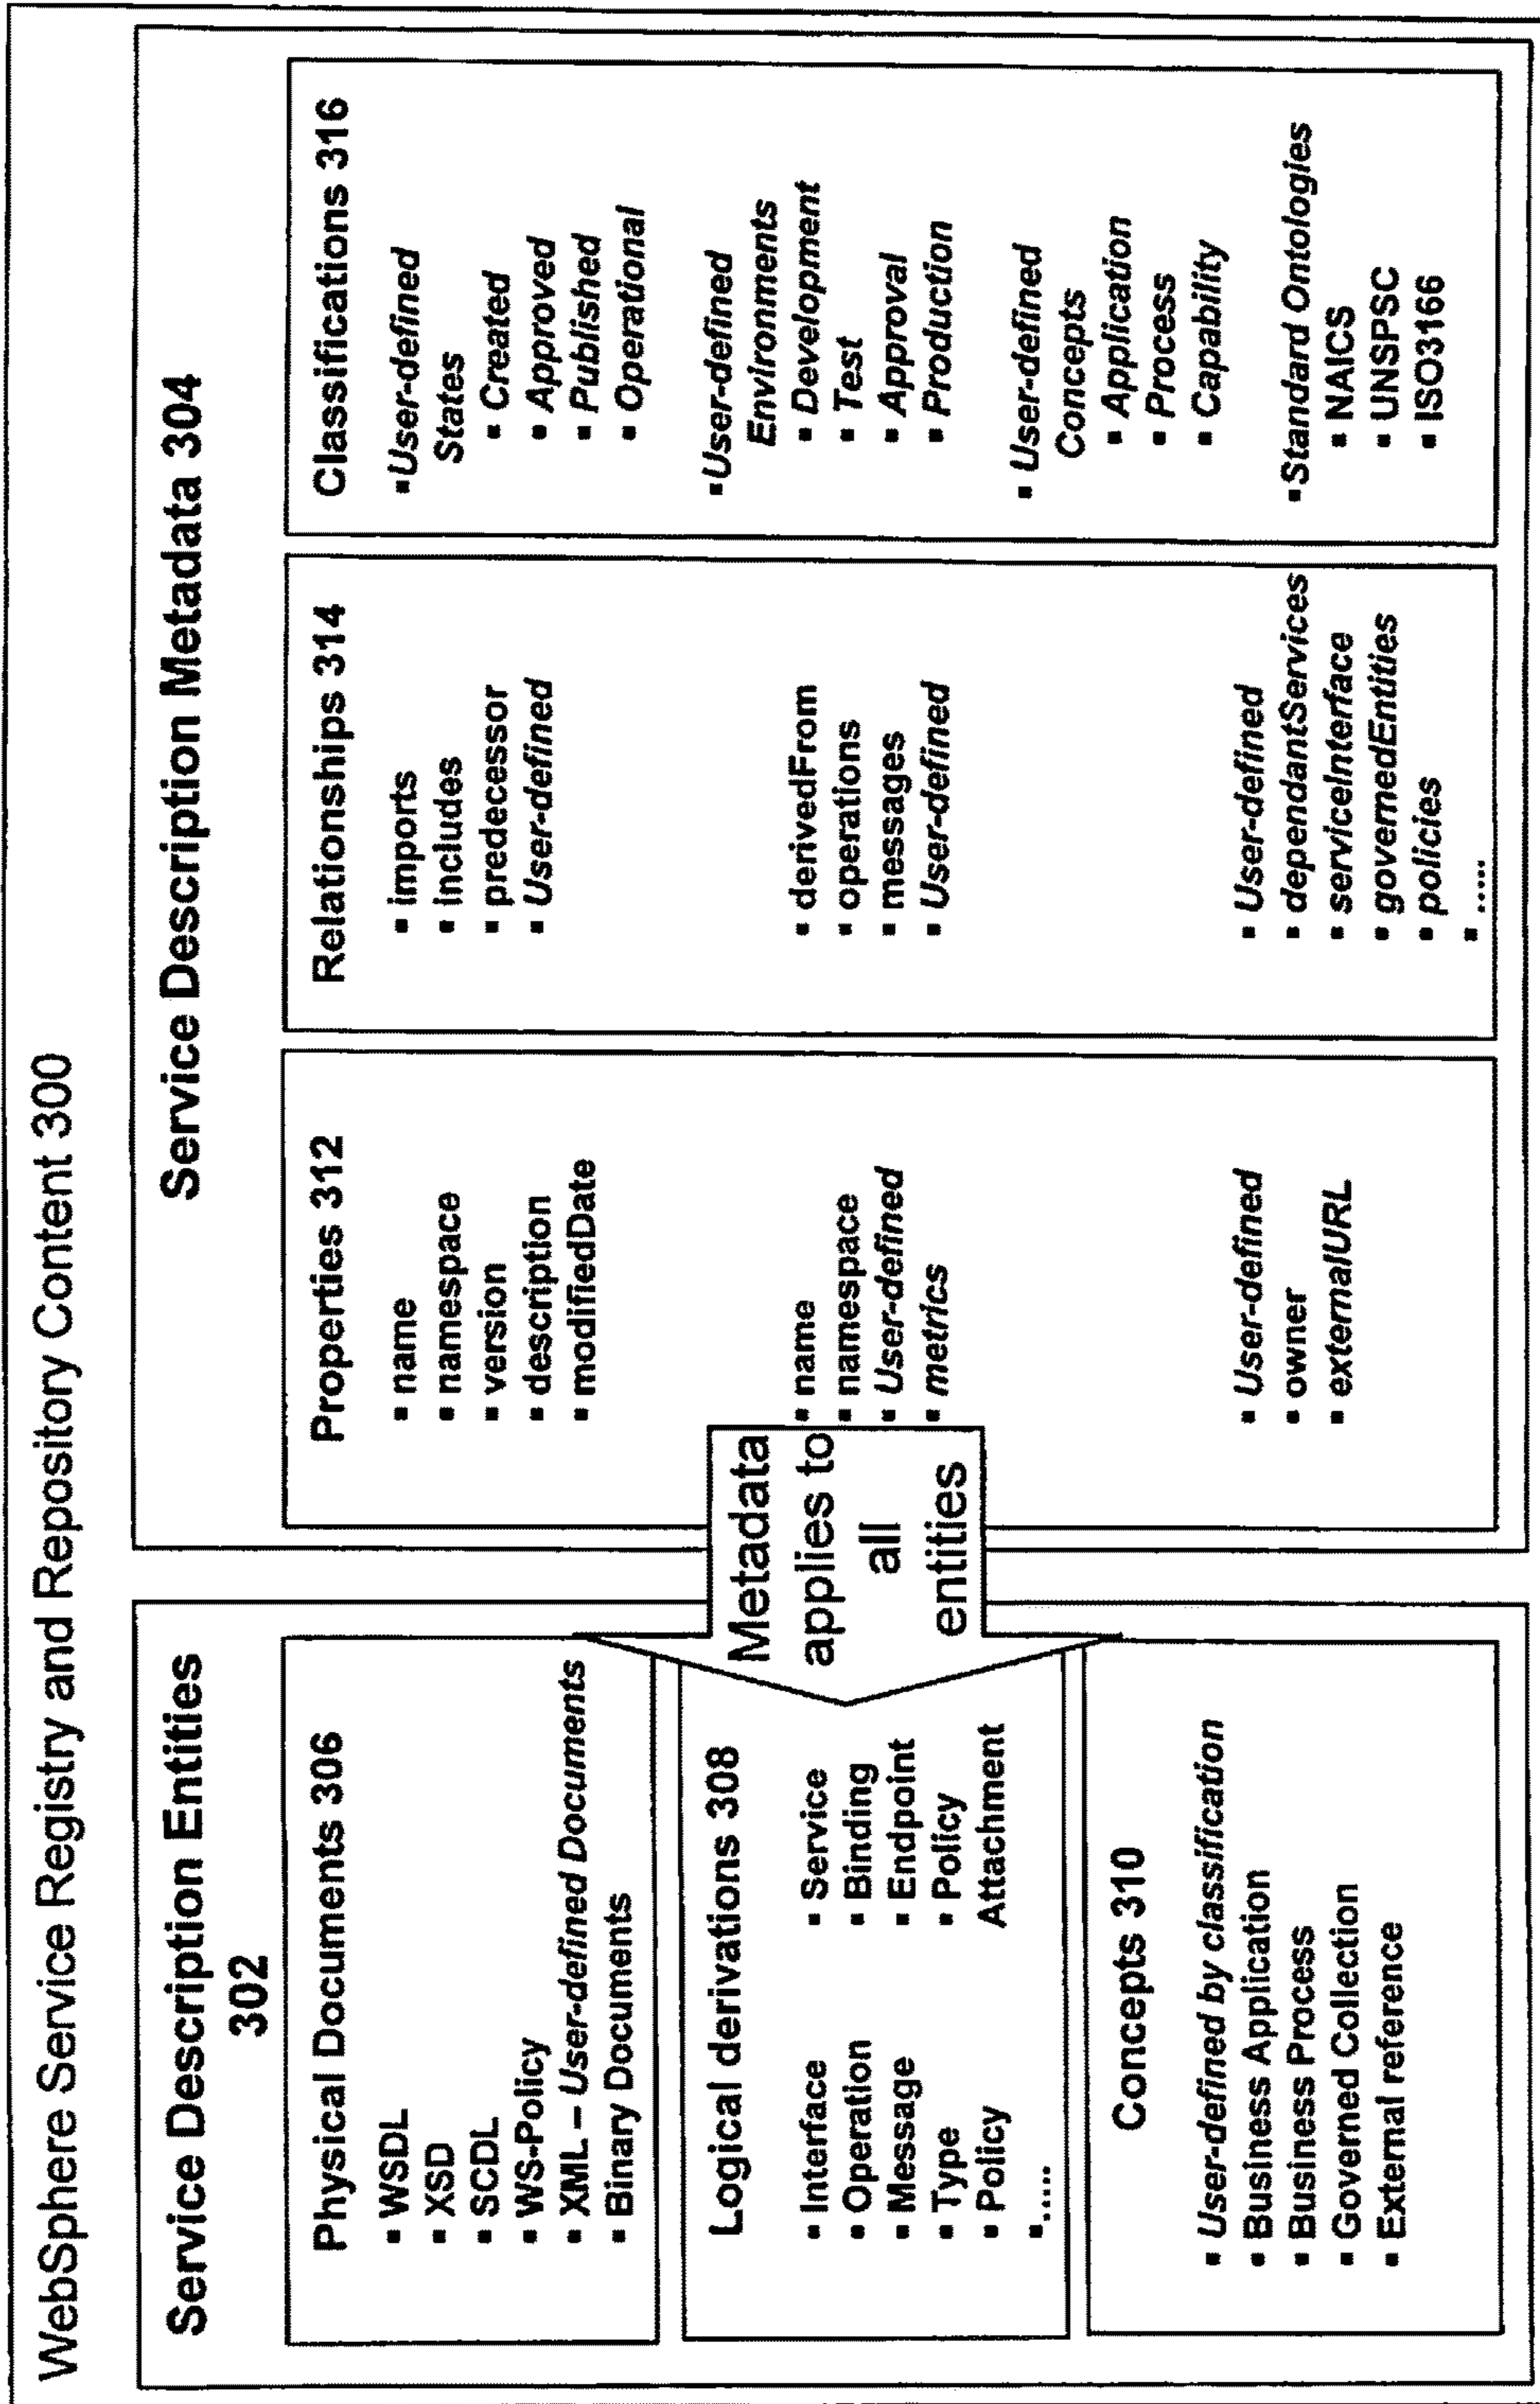 WebSphere Service Registry and Repository Content 300
Service Description Entities
302
Physical Documents 306
▪ WSDL
▪ XSD
▪ SCDL
▪ WS-Policy
▪ XML – User-defined Documents
▪ Binary Documents
Logical derivations 308
▪ Interface
▪ Operation
▪ Message
▪ Type
▪ Policy
▪.....
▪ Service
▪ Binding
▪ Endpoint
▪ Policy
Attachment
Concepts 310
▪ User-defined by classification
▪ Business Application
▪ Business Process
▪ Governed Collection
▪ External reference
Metadata
applies to
all
entities
Service Description Metadata 304
Properties 312
▪ name
▪ namespace
▪ version
▪ description
▪ modifiedDate
▪ name
▪ namespace
▪ User-defined
▪ metrics
▪ User-defined
▪ owner
▪ externalURL
Relationships 314
▪ imports
▪ includes
▪ predecessor
▪ User-defined
▪ derivedFrom
▪ operations
▪ messages
▪ User-defined
▪ User-defined
▪ dependantServices
▪ serviceInterface
▪ governedEntities
▪ policies
▪ .....
Classifications 316
▪User-defined
States
▪ Created
▪ Approved
▪ Published
▪ Operational
▪User-defined
Environments
▪ Development
▪ Test
▪ Approval
▪ Production
▪ User-defined
Concepts
▪ Application
▪ Process
▪ Capability
▪Standard Ontologies
▪ NAICS
▪ UNSPSC
▪ ISO3166